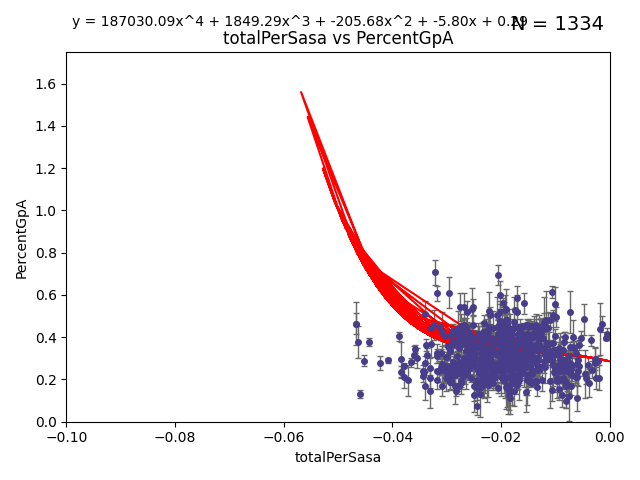 y = 187030.09x^4 + 1849.29x^3 + -205.68x^2 + -5.80x + 0.29
N = 1334
totalPerSasa vs PercentGpA
PercentGpA
1.6
1.4
1.2
1.0
0.8
0.6
0.4
0.2
0.0
−0.10 −0.08 −0.06 −0.04 −0.02 0.00
totalPerSasa